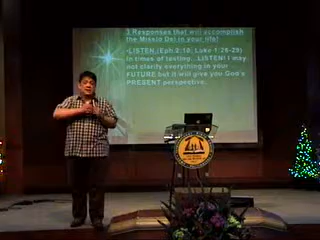 3 Responses that will accomplish
the Missio Dei in your life!
•LISTEN.(Eph.2:10; Luke 1:26-29)
In times of testing.. LISTEN! I may
not clarify everything in your
FUTURE but it will give you God's
PRESENT perspective.